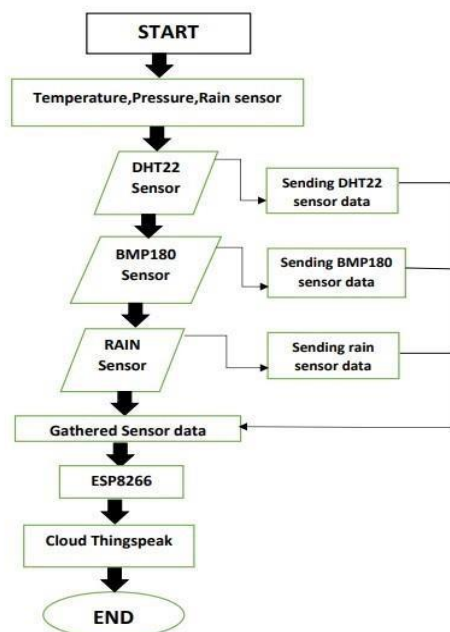 START
Temperature,Pressure,Rain sensor
DHT22
Sensor
Sending DHT22
sensor data
BMP180
Sensor
Sending BMP180
sensor data
RAIN
Sensor
Sending rain
sensor data
Gathered Sensor data
ESP8266
Cloud Thingspeak
END